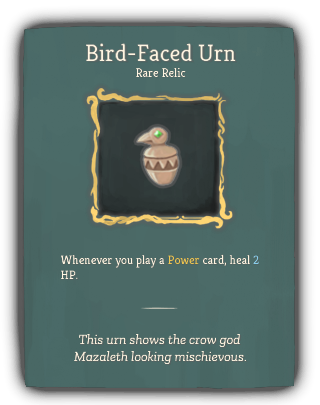 Bird-Faced Urn
Rare Relic
Whenever you play a Power card, heal 2
HP.
This urn shows the crow god
Mazaleth looking mischievous.